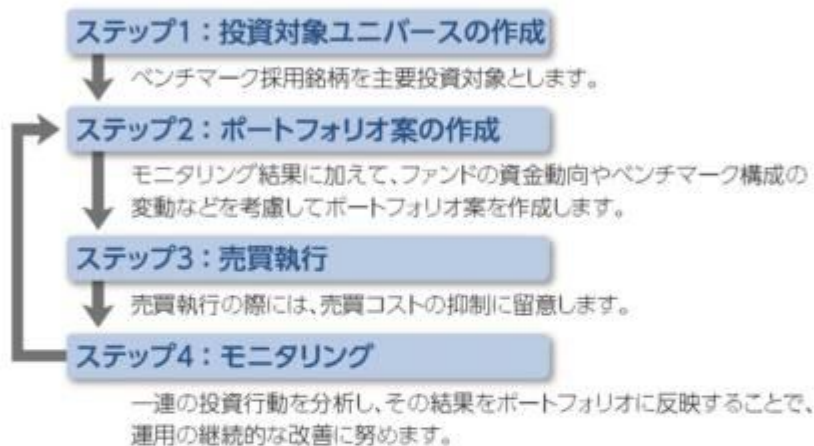 ステップ1：投資対象ユニバースの作成
ベンチマーク採用銘柄を主要投資対象とします。
ステップ2：ポートフォリオ案の作成
モニタリング結果に加えて、ファンドの資金動向やベンチマーク構成の
変動などを考慮してポートフォリオ案を作成します。
ステップ3：売買執行
売買執行の際には、売買コストの抑制に留意します。
ステップ4：モニタリング
一連の投資行動を分析し、その結果をポートフォリオに反映することで、
運用の継続的な改善に努めます。